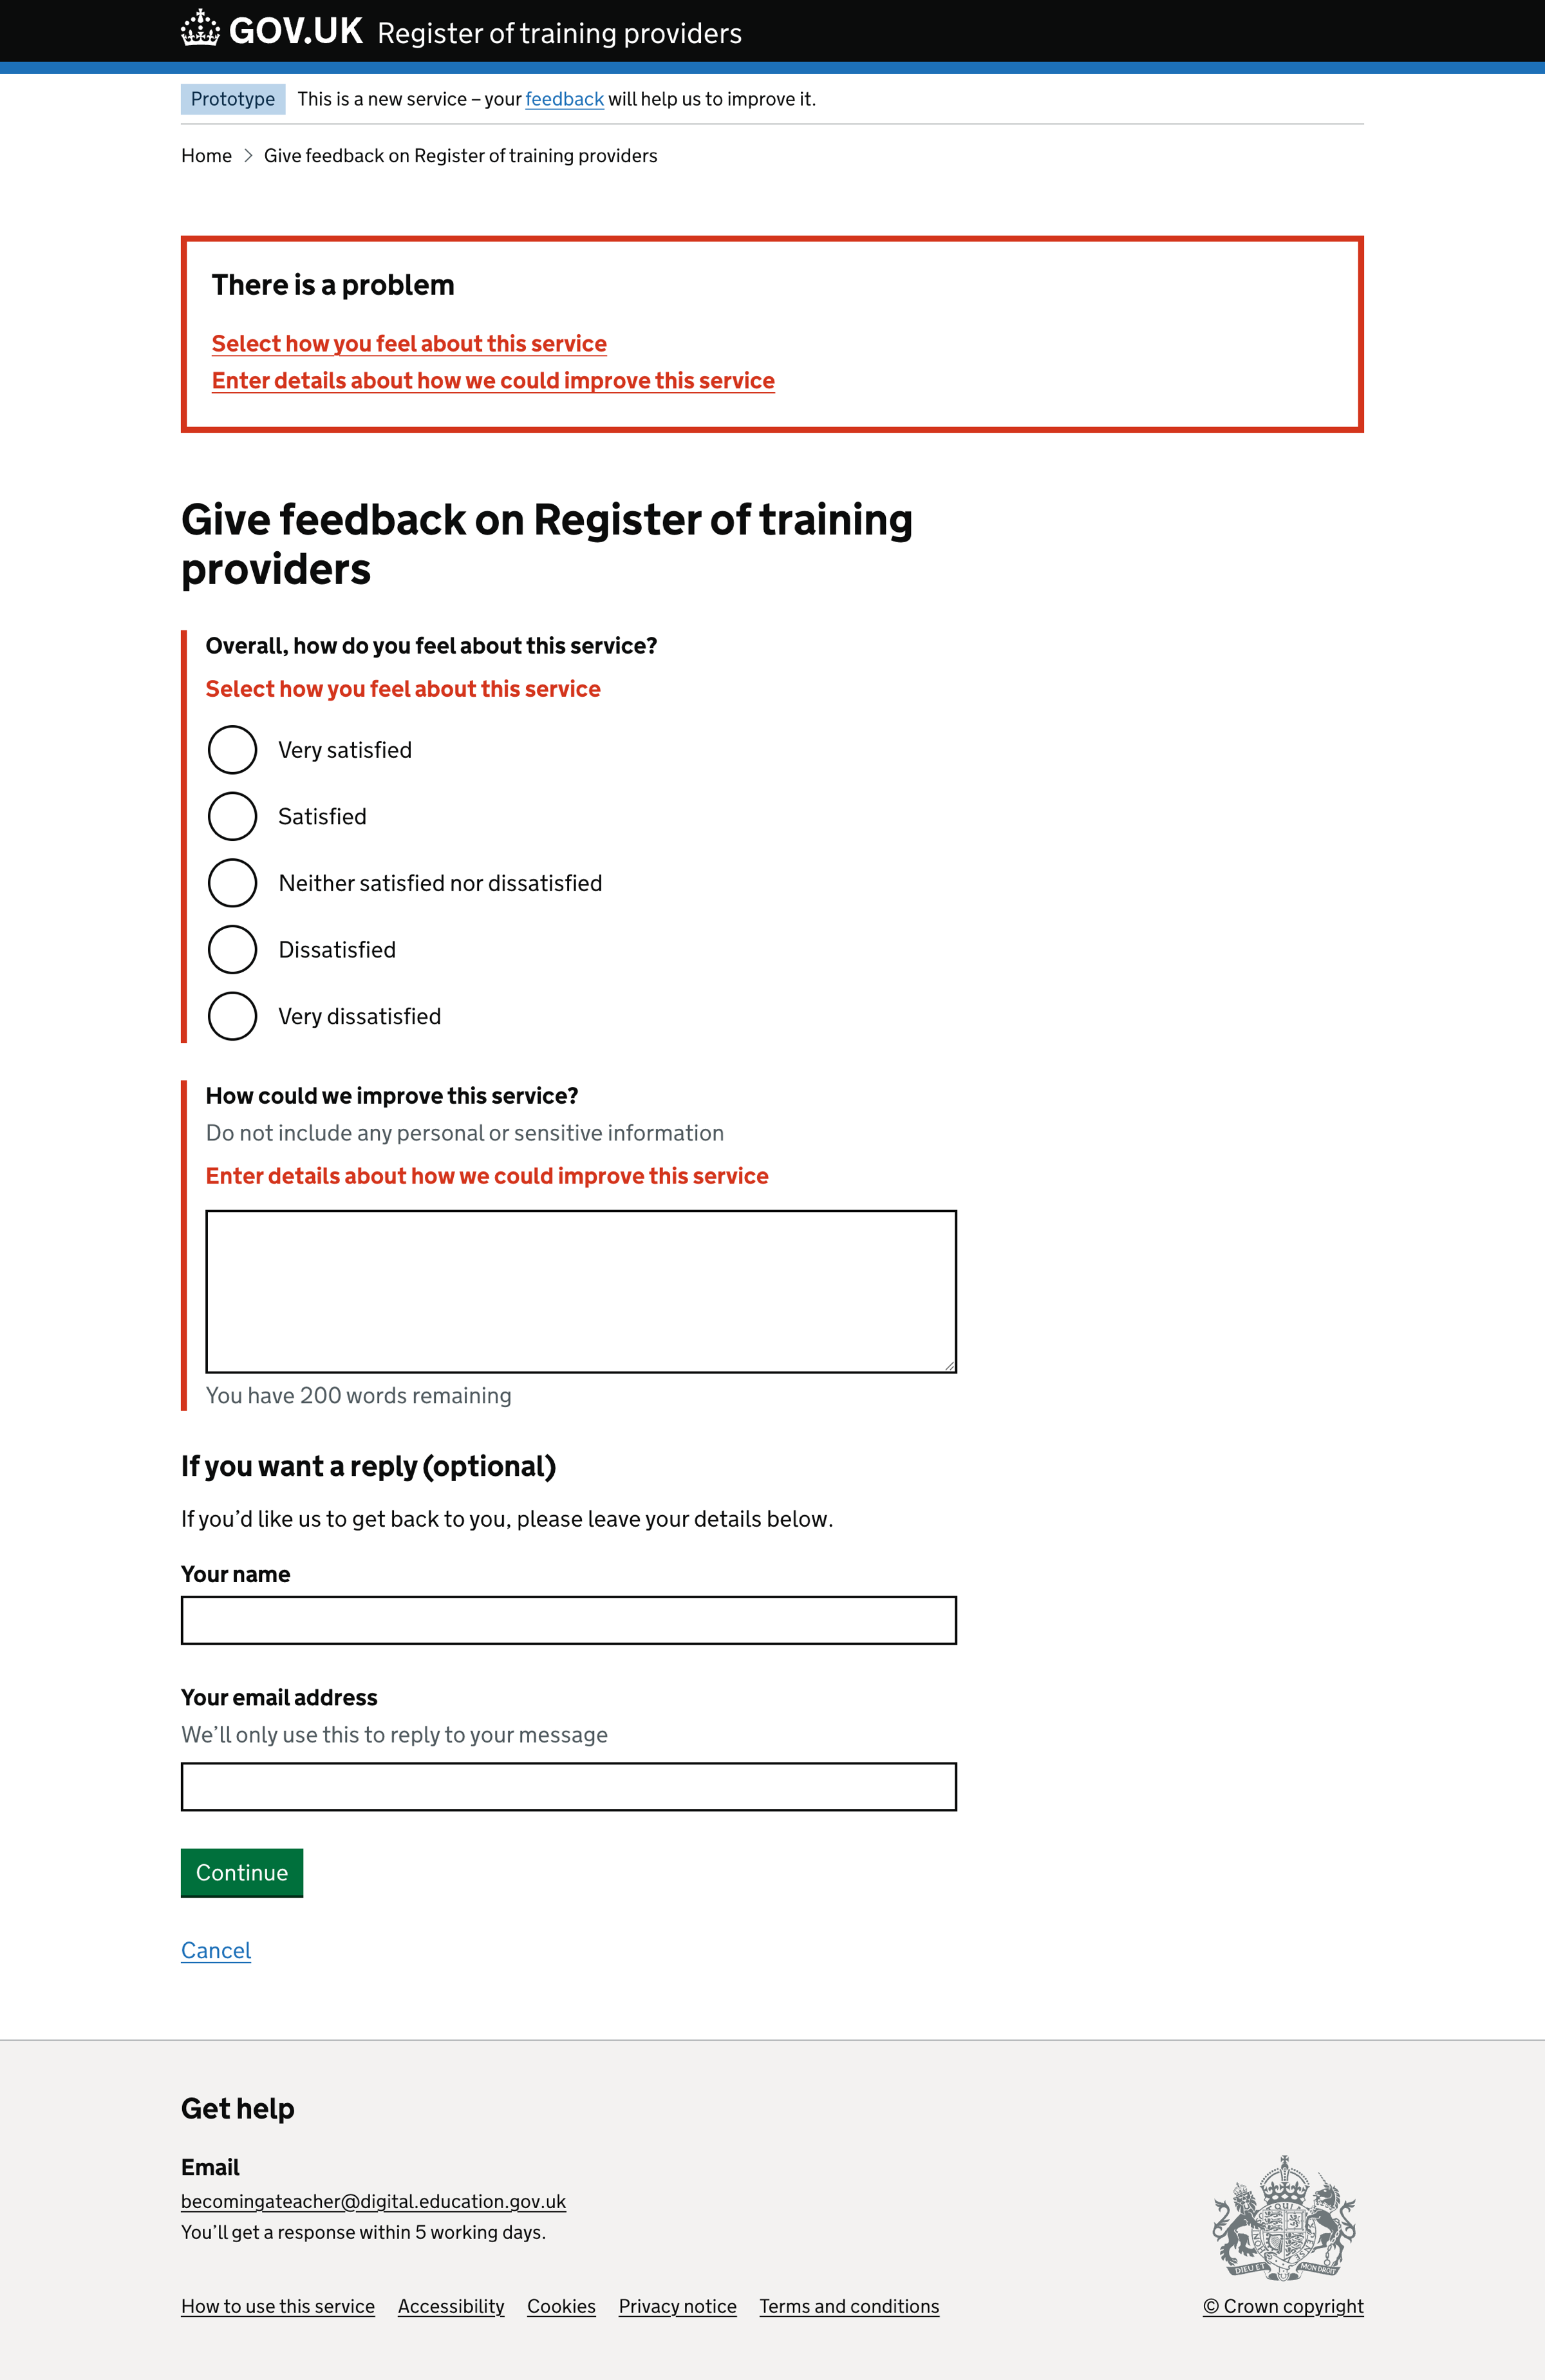 GOV.UK Register of training providers
Prototype This is a new service – your feedback will help us to improve it.
Home Give feedback on Register of training providers
There is a problem
Select how you feel about this service
Enter details about how we could improve this service
Give feedback on Register of training
providers
Overall, how do you feel about this service?
Select how you feel about this service
Very satisfied
Satisfied
Neither satisfied nor dissatisfied
Dissatisfied
Very dissatisfied
How could we improve this service?
Do not include any personal or sensitive information
Enter details about how we could improve this service
You have 200 words remaining
If you want a reply (optional)
If you’d like us to get back to you, please leave your details below.
Your name
Your email address
We’ll only use this to reply to your message
Continue
Cancel
Get help
Email
becomingateacher@digital.education.gov.uk
You’ll get a response within 5 working days.
DIEU ET MON DROIT
How to use this service Accessibility Cookies Privacy notice Terms and conditions © Crown copyright